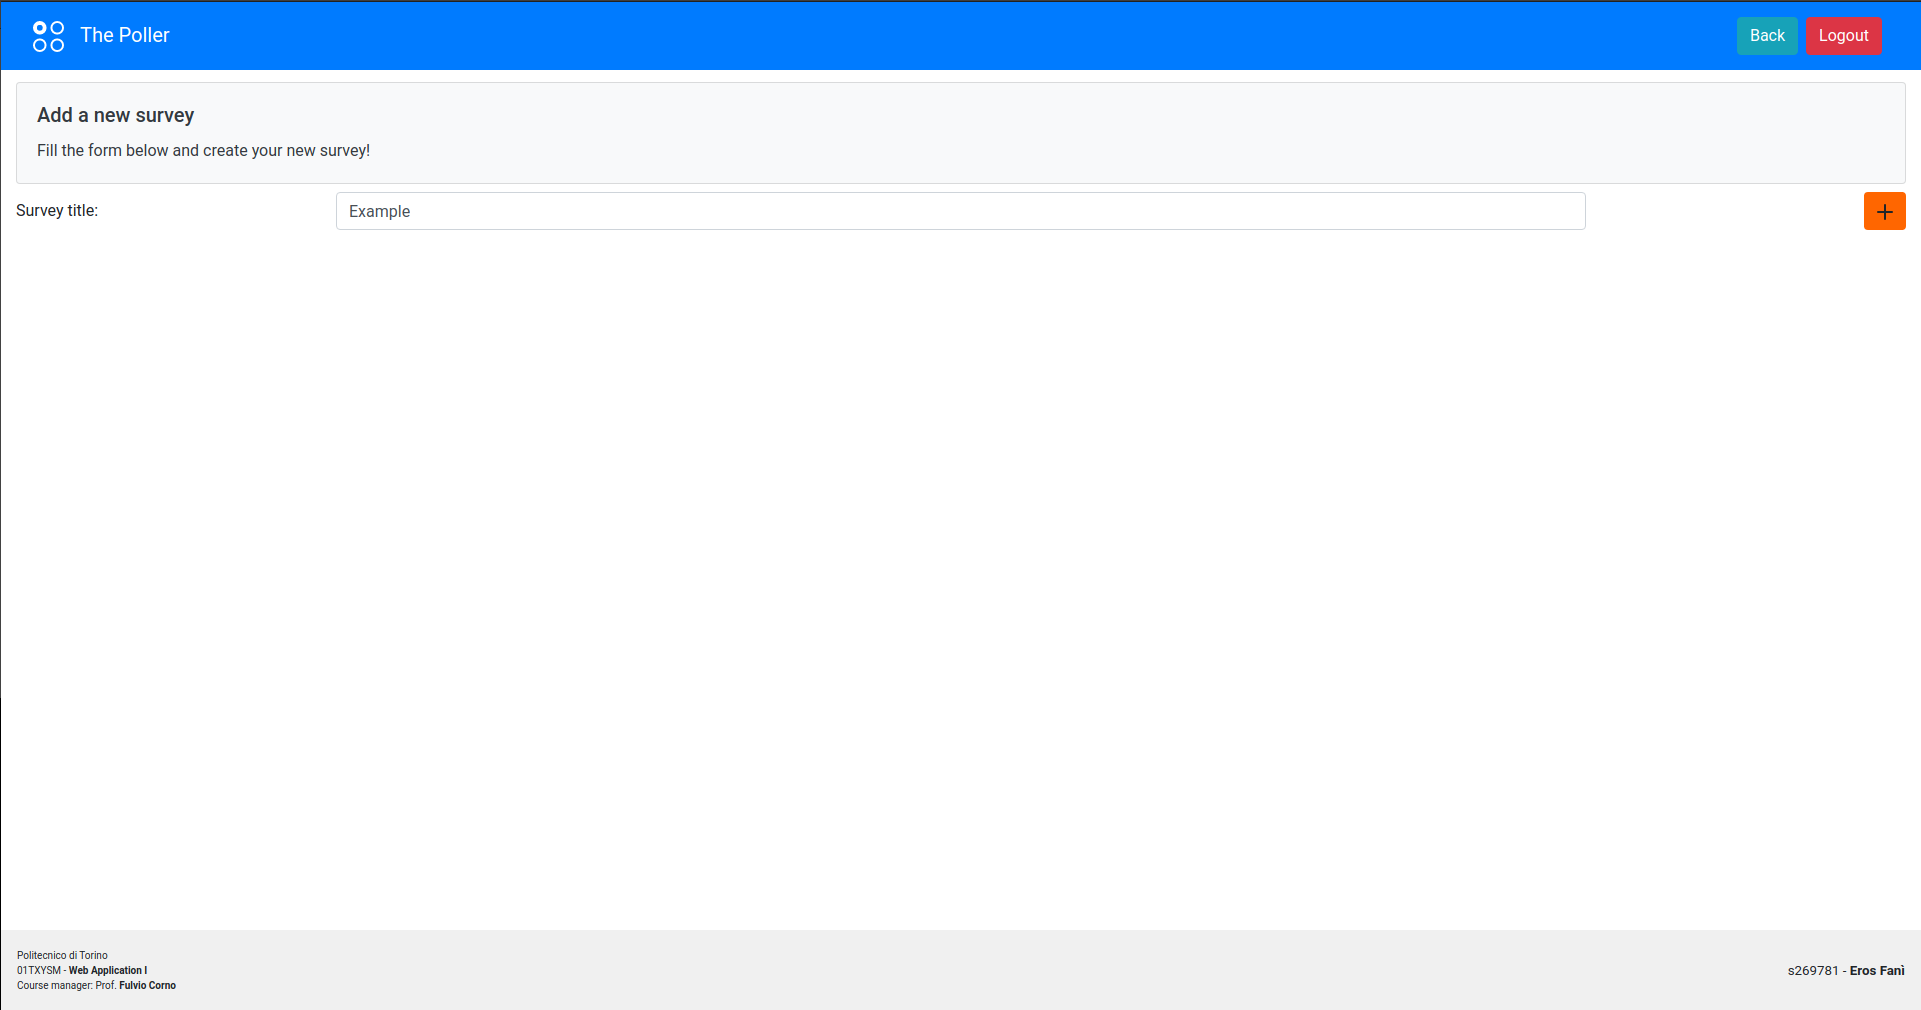 The Poller
Back
Logout
Add a new survey
Fill the form below and create your new survey!
Survey title:
Example
Politecnico di Torino
01TXYSM - Web Application I
Course manager: Prof. Fulvio Corno
s269781 - Eros Fanì